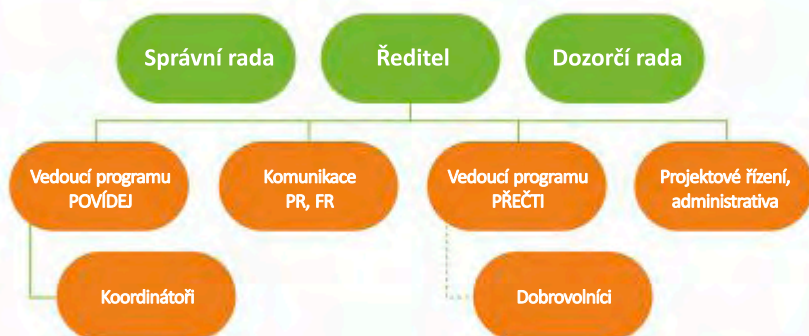 Správní rada
Ředitel
Dozorčí rada
Vedoucí programu
POVÍDEJ
Komunikace
PR, FR
Vedoucí programu
PŘEČTI
Projektové řízení,
administrativa
Koordinátoři
Dobrovolníci